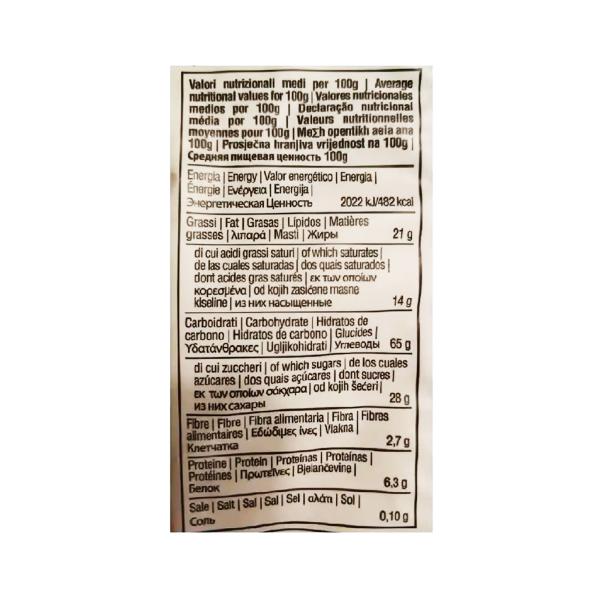 Valori nutrizionali medi per 100g | Average
nutritional values for 100g | Valores nutricionales
medios por 100g | Declaração nutricional
média por 100g | Valeurs nutritionnelles
moyennes pour 100g | MeΣh opentikh aeia ana
100g | Prosječna hranjiva vrijednost na 100g |
Средняя пищевая ценность 100g
Energia | Energy | Valor energético | Energia |
Énergie | Ενέργεια | Energija |
Энергетическая Ценность 2022 kJ/482 kcal
Grassi | Fat | Grasas | Lípidos | Matières
grasses | λιπαρά | Masti | Жиры 21 g
di cui acidi grassi saturi | of which saturates |
de las cuales saturadas | dos quais saturados |
dont acides gras saturés | εκ των οποίων
κορεσμένα | od kojih zasićene masne
kiseline | из них насыщенные 14 g
Carboidrati | Carbohydrate | Hidratos de
carbono | Hidratos de carbono | Glucides |
Υδατάνθρακες | Ugljikohidrati | Углеводы 65 g
di cui zuccheri | of which sugars | de los cuales
azúcares | dos quais açúcares | dont sucres |
εκ των οποίων σάκχαρα | od kojih šećeri |
из них сахары 28 g
Fibre | Fibre | Fibra alimentaria | Fibra | Fibres
alimentaires | Εδώδιμες ίνες | Vlakna |
Клетчатка 2,7 g
Proteine | Protein | Proteínas | Proteínas |
Protéines | Πρωτεΐνες | Bjelančevine |
Белок 6,3 g
Sale | Salt | Sal | Sal | Sel | αλάτι | Sol |
Соль 0,10 g